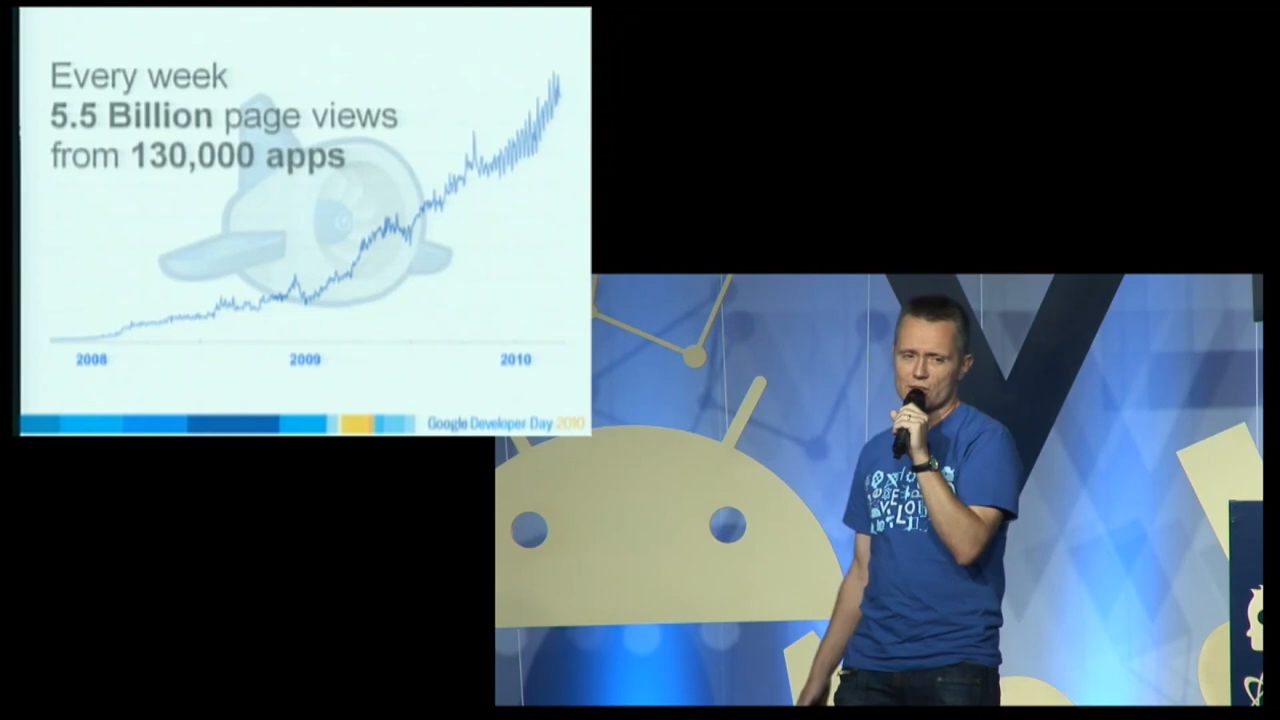 Every week
5.5 Billion page views
from 130,000 apps
2008 2009 2010
Google Developer Day 2010